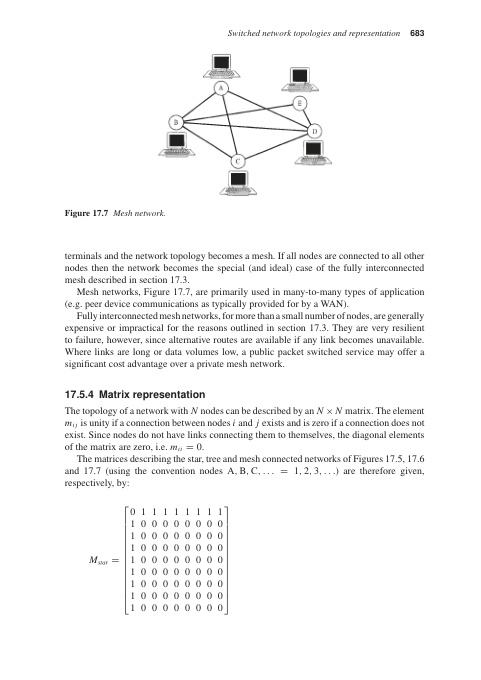 Switched network topologies and representation 683
A
E
B
D
C
Figure 17.7 Mesh network.
terminals and the network topology becomes a mesh. If all nodes are connected to all other
nodes then the network becomes the special (and ideal) case of the fully interconnected
mesh described in section 17.3.
Mesh networks, Figure 17.7, are primarily used in many-to-many types of application
(e.g. peer device communications as typically provided for by a WAN).
Fully interconnected mesh networks, for more than a small number of nodes, are generally
expensive or impractical for the reasons outlined in section 17.3. They are very resilient
to failure, however, since alternative routes are available if any link becomes unavailable.
Where links are long or data volumes low, a public packet switched service may offer a
significant cost advantage over a private mesh network.
17.5.4 Matrix representation
The topology of a network with N nodes can be described by an N × N matrix. The element
m_ij is unity if a connection between nodes i and j exists and is zero if a connection does not
exist. Since nodes do not have links connecting them to themselves, the diagonal elements
of the matrix are zero, i.e. m_ii = 0.
The matrices describing the star, tree and mesh connected networks of Figures 17.5, 17.6
and 17.7 (using the convention nodes A, B, C, . . . = 1, 2, 3, . . .) are therefore given,
respectively, by:
0 1 1 1 1 1 1 1 1
1 0 0 0 0 0 0 0 0
1 0 0 0 0 0 0 0 0
1 0 0 0 0 0 0 0 0
M_star = 1 0 0 0 0 0 0 0 0
1 0 0 0 0 0 0 0 0
1 0 0 0 0 0 0 0 0
1 0 0 0 0 0 0 0 0
1 0 0 0 0 0 0 0 0